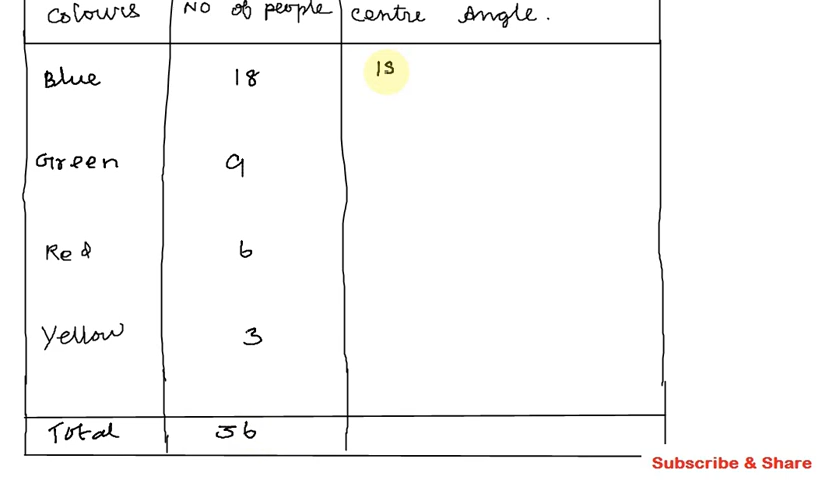 Colours No of people centre Angle.
Blue 18 18
Green 9
Red 6
Yellow 3
Total 36
Subscribe & Share